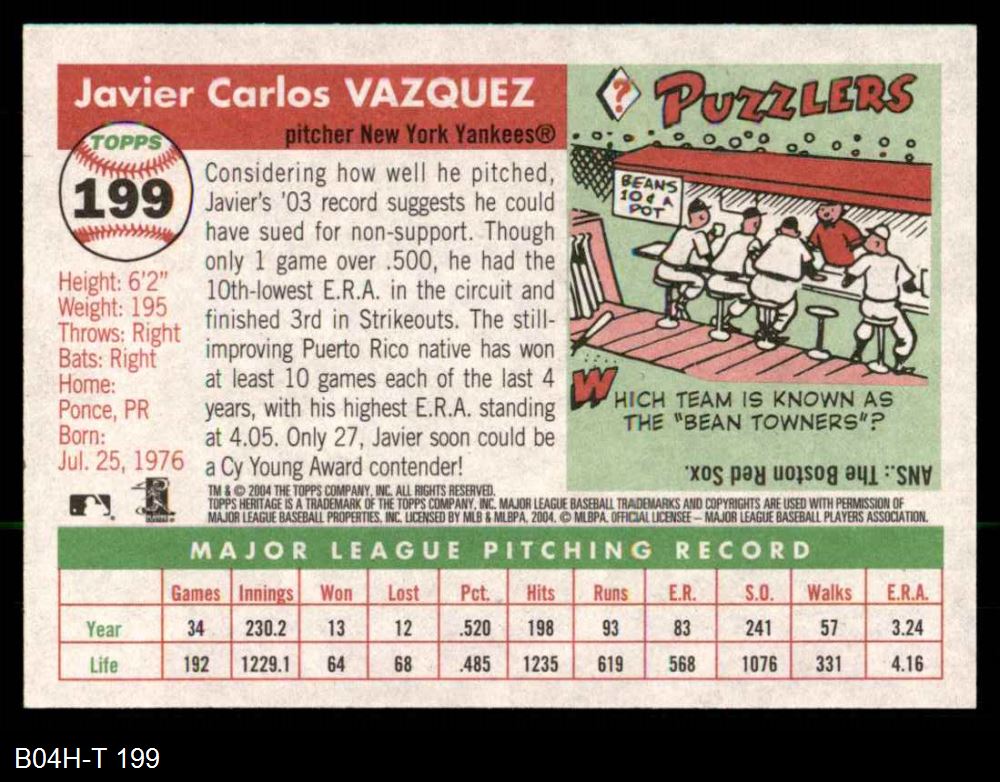 Javier Carlos VAZQUEZ
pitcher New York Yankees®
TOPPS
199
Height: 6'2"
Weight: 195
Throws: Right
Bats: Right
Home:
Ponce, PR
Born:
Jul. 25, 1976
Considering how well he pitched,
Javier's '03 record suggests he could
have sued for non-support. Though
only 1 game over .500, he had the
10th-lowest E.R.A. in the circuit and
finished 3rd in Strikeouts. The still-
improving Puerto Rico native has won
at least 10 games each of the last 4
years, with his highest E.R.A. standing
at 4.05. Only 27, Javier soon could be
a Cy Young Award contender!
? PUZZLERS
BEANS
10¢ A
POT
WHICH TEAM IS KNOWN AS
THE "BEAN TOWNERS"?
ANS.: The Boston Red Sox.
TM & © 2004 THE TOPPS COMPANY, INC. ALL RIGHTS RESERVED.
TOPPS HERITAGE IS A TRADEMARK OF THE TOPPS COMPANY, INC. MAJOR LEAGUE BASEBALL TRADEMARKS AND COPYRIGHTS ARE USED WITH PERMISSION OF
MAJOR LEAGUE BASEBALL PROPERTIES, INC. LICENSED BY MLB & MLBPA, 2004. © MLBPA. OFFICIAL LICENSEE – MAJOR LEAGUE BASEBALL PLAYERS ASSOCIATION.
MAJOR LEAGUE PITCHING RECORD
Games Innings Won Lost Pct. Hits Runs E.R. S.O. Walks E.R.A.
Year 34 230.2 13 12 .520 198 93 83 241 57 3.24
Life 192 1229.1 64 68 .485 1235 619 568 1076 331 4.16
B04H-T 199